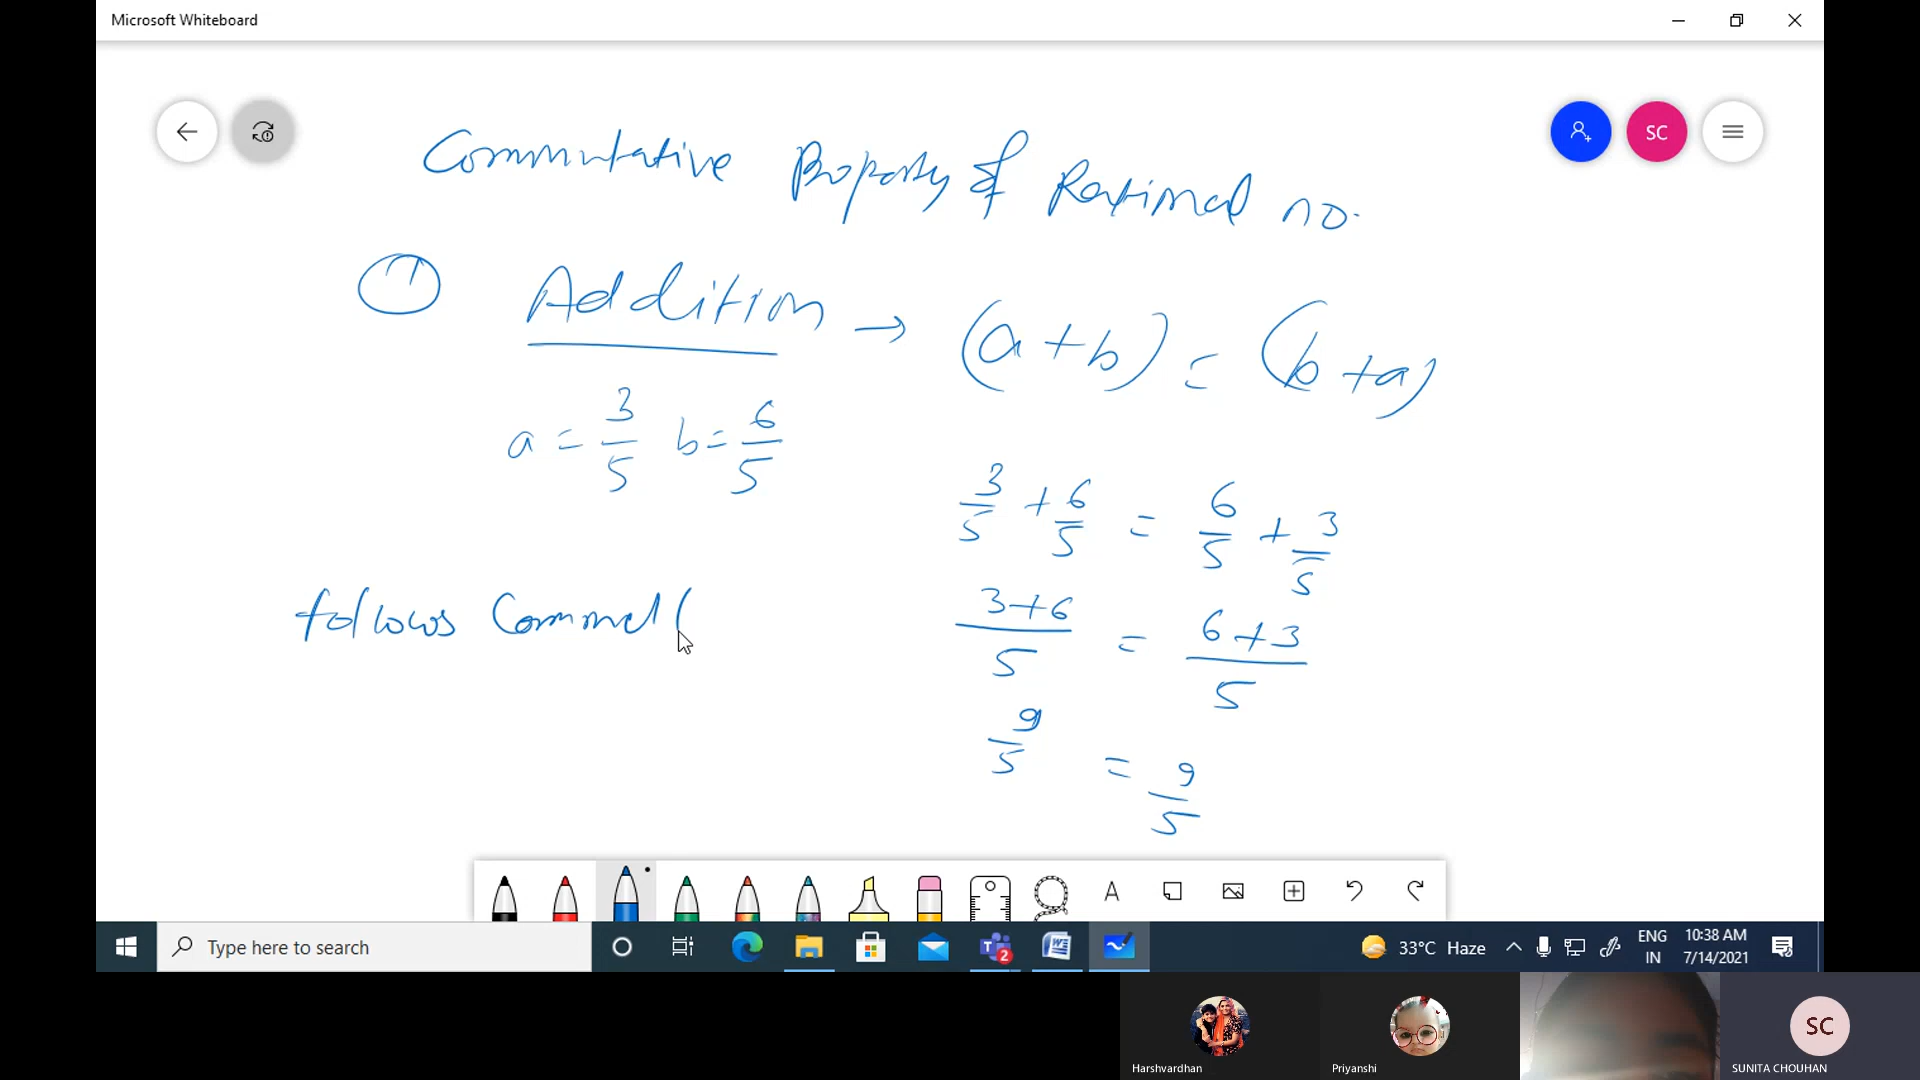 Microsoft Whiteboard
SC
Commutative Property of Rational no.
① Addition → (a+b) = (b+a)
a = 3/5 b = 6/5
3/5 + 6/5 = 6/5 + 3/5
3+6/5 = 6+3/5
9/5 = 9/5
follows
A
Type here to search
2
33°C Haze
ENG
IN
10:38 AM
7/14/2021
SC
Harshvardhan
Priyanshi
SUNITA CHOUHAN